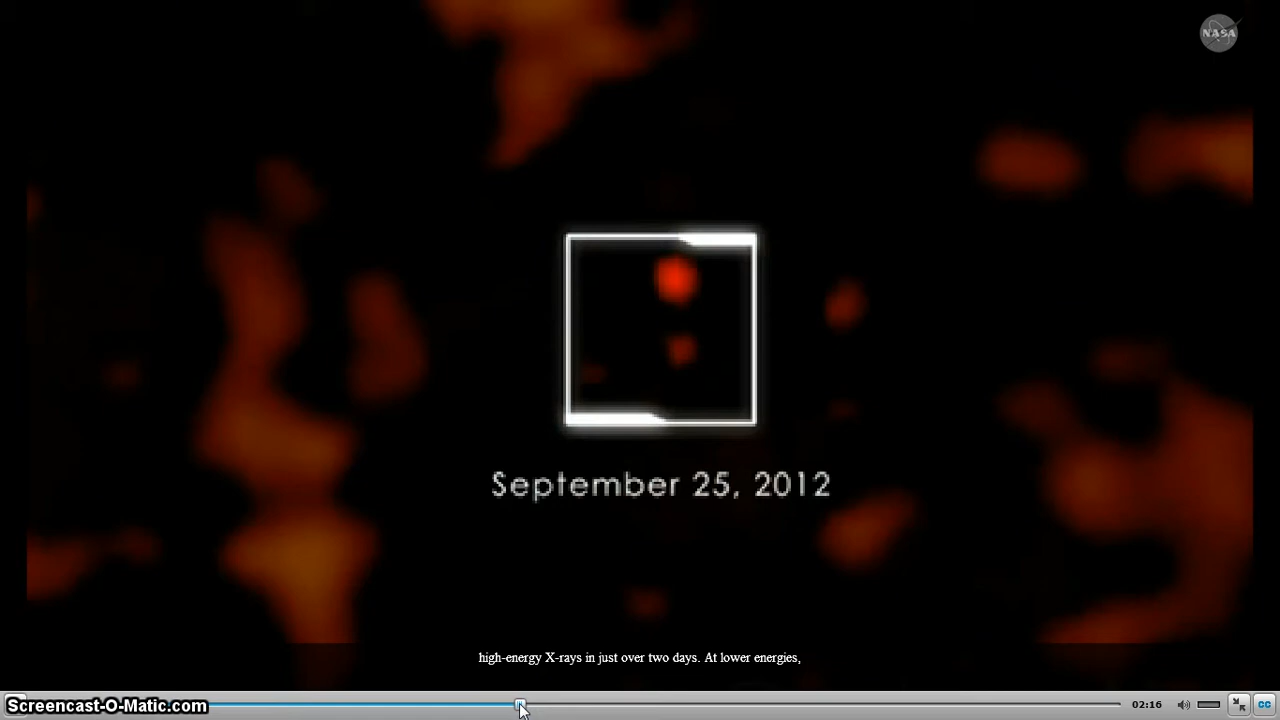 NASA
September 25, 2012
high-energy X-rays in just over two days. At lower energies,
Screencast-O-Matic.com
02:16
CC